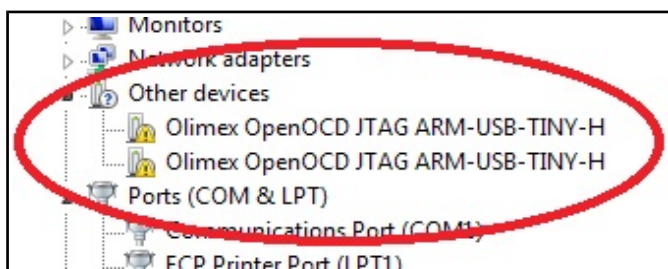 Monitors
Network adapters
Other devices
Olimex OpenOCD JTAG ARM-USB-TINY-H
Olimex OpenOCD JTAG ARM-USB-TINY-H
Ports (COM & LPT)
Communications Port (COM1)
ECP Printer Port (LPT1)